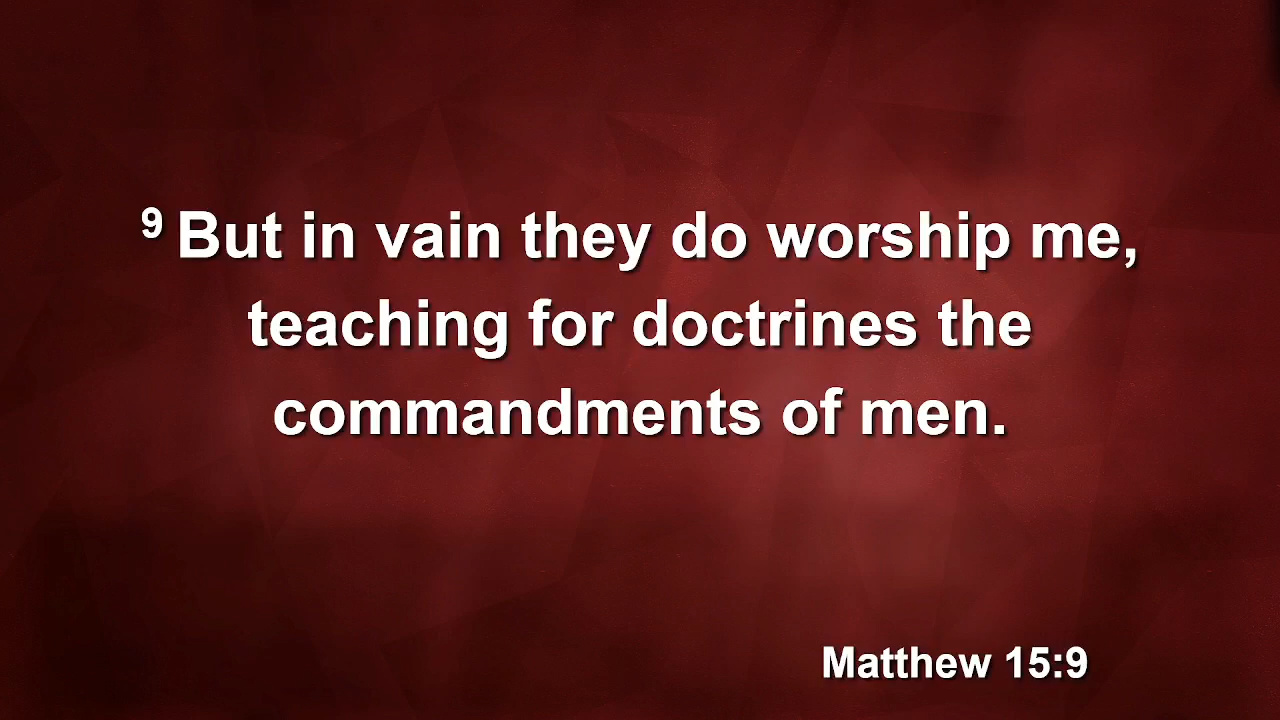 9 But in vain they do worship me,
teaching for doctrines the
commandments of men.
Matthew 15:9